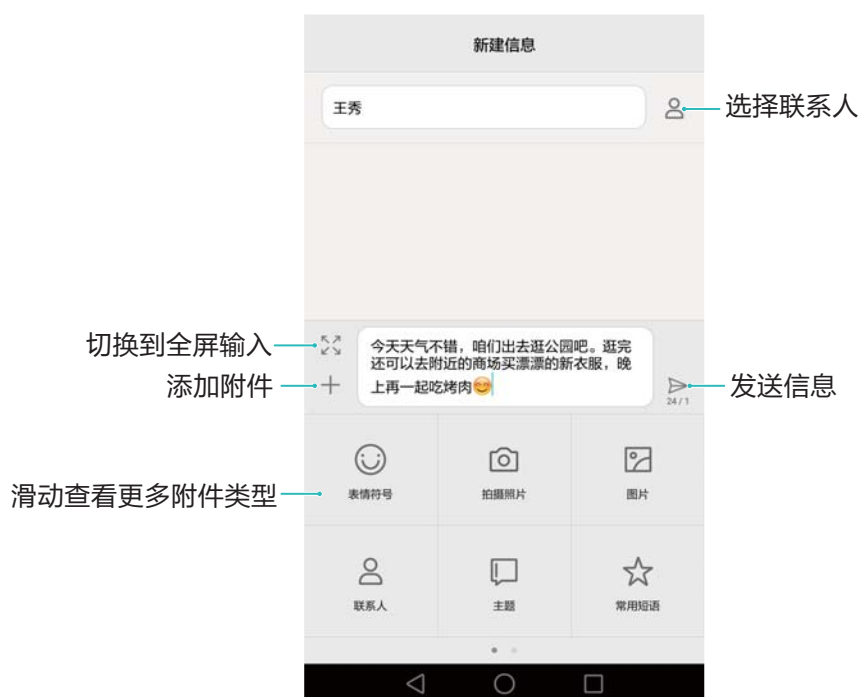 新建信息
王秀
选择联系人
切换到全屏输入
添加附件
今天天气不错，咱们出去逛公园吧。逛完
还可以去附近的商场买漂漂的新衣服，晚
上再一起吃烤肉😊
发送信息
24 / 1
滑动查看更多附件类型
表情符号
拍摄照片
图片
联系人
主题
常用短语